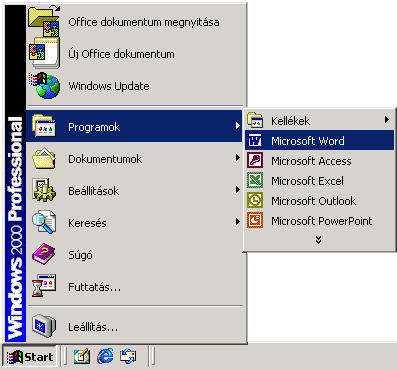 Office dokumentum megnyitása
Új Office dokumentum
Windows Update
Programok
Dokumentumok
Beállítások
Keresés
Súgó
Futtatás...
Leállítás...
Windows 2000 Professional
Kellékek
Microsoft Word
Microsoft Access
Microsoft Excel
Microsoft Outlook
Microsoft PowerPoint
Start